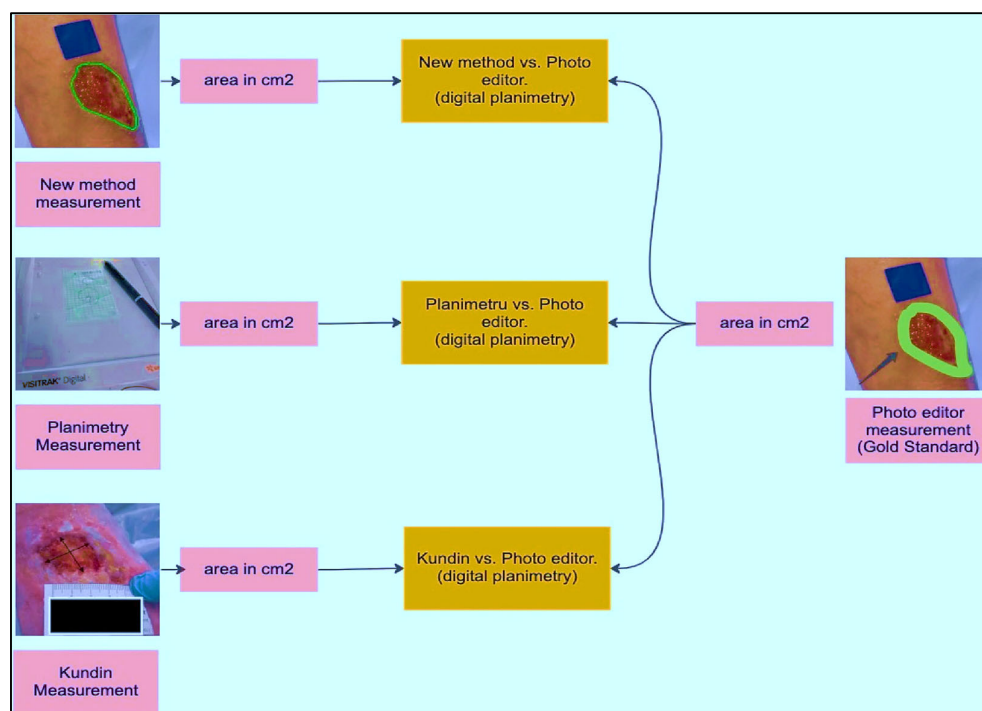 area in cm2
New method vs. Photo
editor.
(digital planimetry)
New method
measurement
area in cm2
Planimetru vs. Photo
editor.
(digital planimetry)
area in cm2
VISITRAK Digital
Planimetry
Measurement
Photo editor
measurement
(Gold Standard)
area in cm2
Kundin vs. Photo editor.
(digital planimetry)
Kundin
Measurement